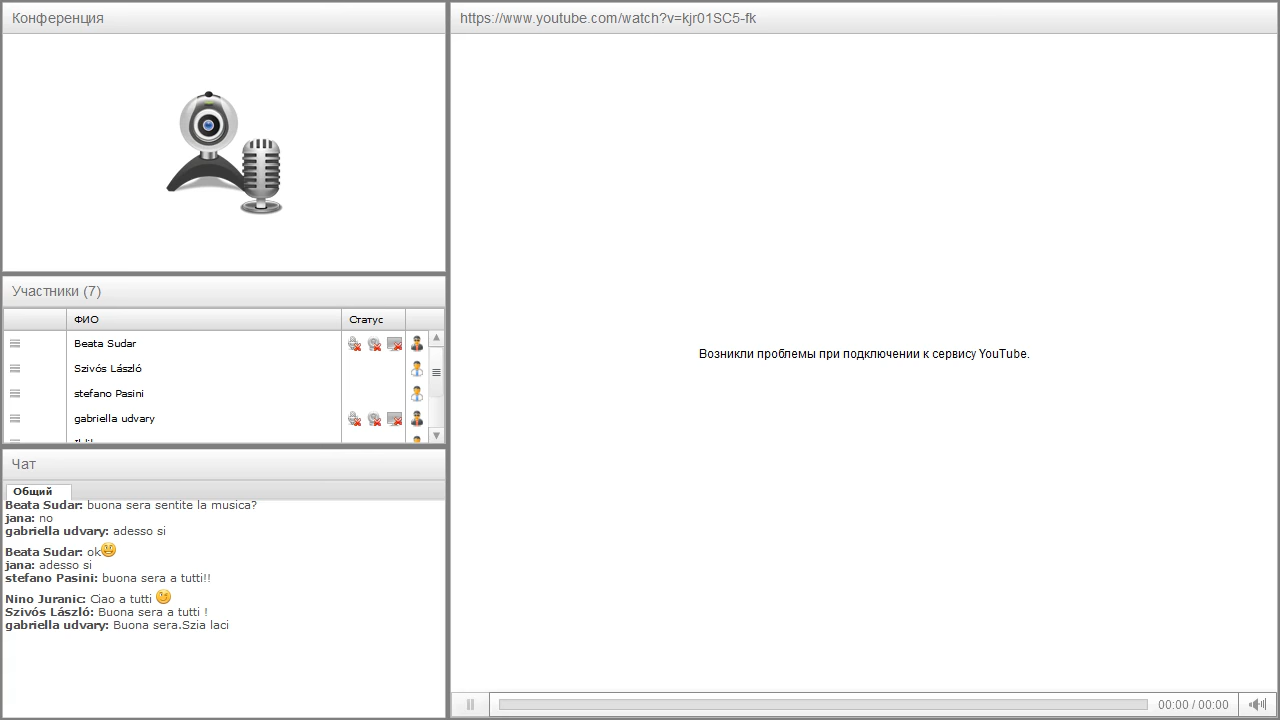 Конференция
https://www.youtube.com/watch?v=kjr01SC5-fk
Возникли проблемы при подключении к сервису YouTube.
Участники (7)
ФИО Статус
Beata Sudar
Szivós László
stefano Pasini
gabriella udvary
Чат
Общий
Beata Sudar: buona sera sentite la musica?
jana: no
gabriella udvary: adesso si
Beata Sudar: ok
jana: adesso si
stefano Pasini: buona sera a tutti!!
Nino Juranic: Ciao a tutti
Szivós László: Buona sera a tutti !
gabriella udvary: Buona sera.Szia laci
00:00 / 00:00